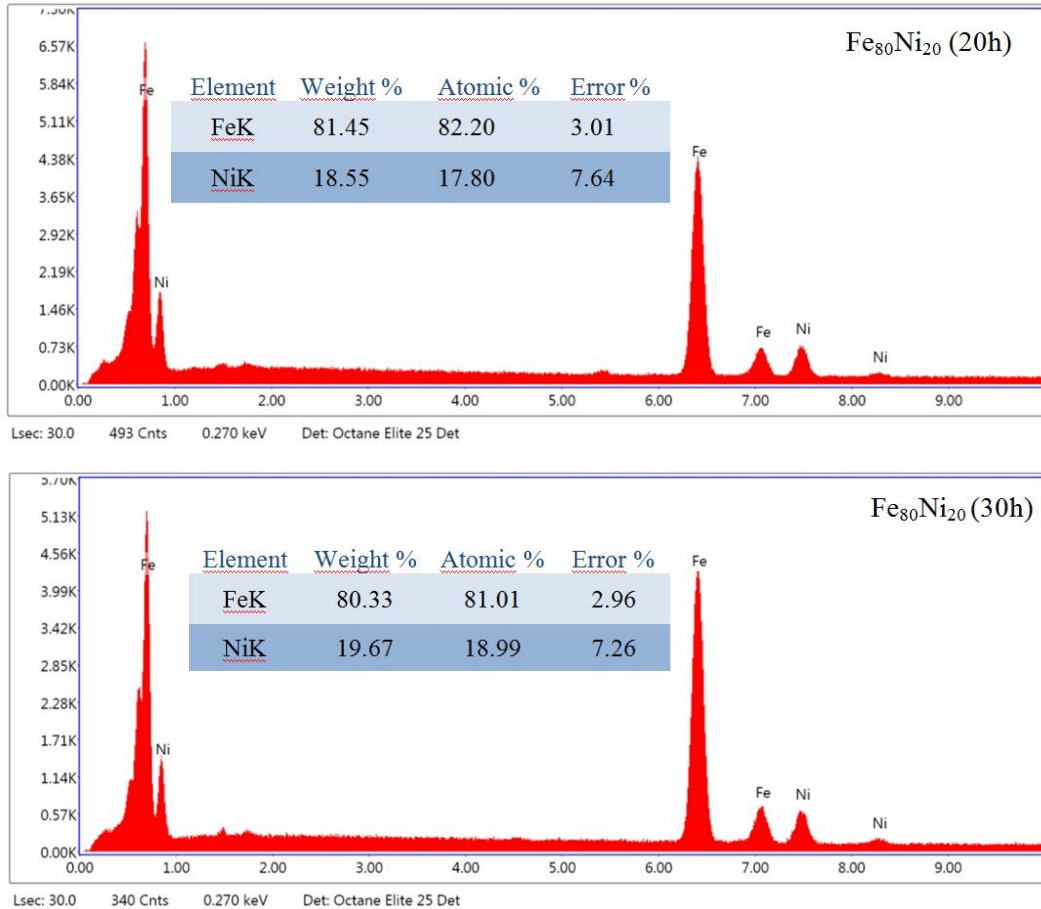 7.30K
Fe₈₀Ni₂₀ (20h)
6.57K
Fe
5.84K
Element Weight % Atomic % Error %
5.11K
FeK 81.45 82.20 3.01
4.38K
Fe
NiK 18.55 17.80 7.64
3.65K
2.92K
Ni
2.19K
1.46K
Fe Ni
0.73K
Ni
0.00K
0.00 1.00 2.00 3.00 4.00 5.00 6.00 7.00 8.00 9.00
Lsec: 30.0 493 Cnts 0.270 keV Det: Octane Elite 25 Det
5.70K
Fe₈₀Ni₂₀ (30h)
5.13K
4.56K
Fe
Element Weight % Atomic % Error %
Fe
3.99K
FeK 80.33 81.01 2.96
3.42K
NiK 19.67 18.99 7.26
2.85K
2.28K
1.71K
Ni
1.14K
Fe Ni
0.57K
Ni
0.00K
0.00 1.00 2.00 3.00 4.00 5.00 6.00 7.00 8.00 9.00
Lsec: 30.0 340 Cnts 0.270 keV Det: Octane Elite 25 Det